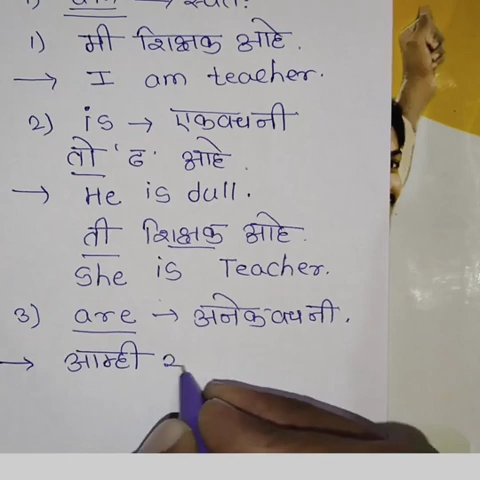 1) मी शिक्षक आहे.
→ I am teacher.
2) is → एकवचनी
तो 'ढ' आहे.
→ He is dull.
ती शिक्षक आहे.
She is Teacher.
3) are → अनेकवचनी.
→ आम्ही